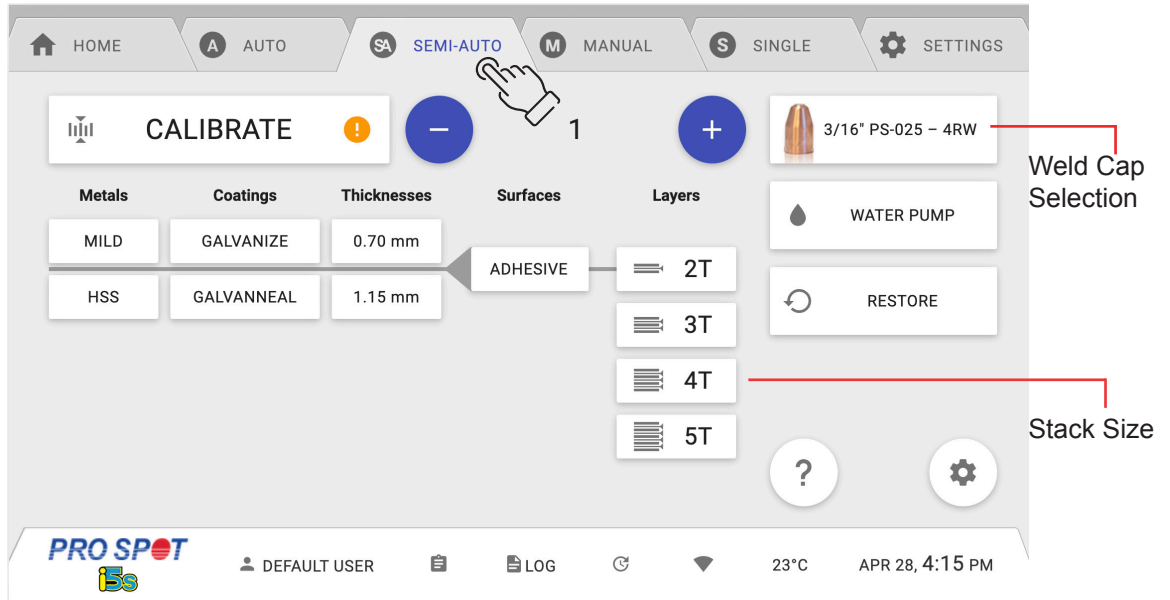 HOME
A AUTO
SA SEMI-AUTO
M MANUAL
S SINGLE
SETTINGS
CALIBRATE
!
−
1
+
3/16" PS-025 – 4RW
Weld Cap
Selection
Metals
Coatings
Thicknesses
Surfaces
Layers
WATER PUMP
MILD
GALVANIZE
0.70 mm
ADHESIVE
2T
HSS
GALVANNEAL
1.15 mm
RESTORE
3T
4T
Stack Size
5T
?
PRO SPOT
i5s
DEFAULT USER
LOG
23°C
APR 28, 4:15 PM